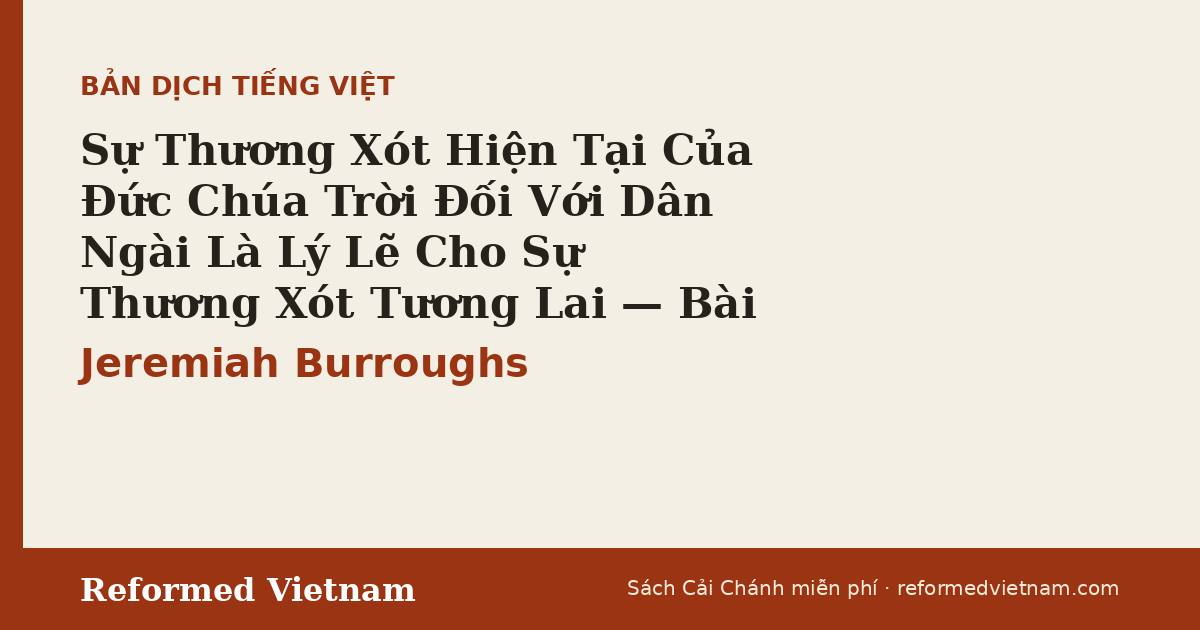 BẢN DỊCH TIẾNG VIỆT
Sự Thương Xót Hiện Tại Của
Đức Chúa Trời Đối Với Dân
Ngài Là Lý Lẽ Cho Sự
Thương Xót Tương Lai — Bài
Jeremiah Burroughs
Reformed Vietnam
Sách Cải Chánh miễn phí · reformedvietnam.com